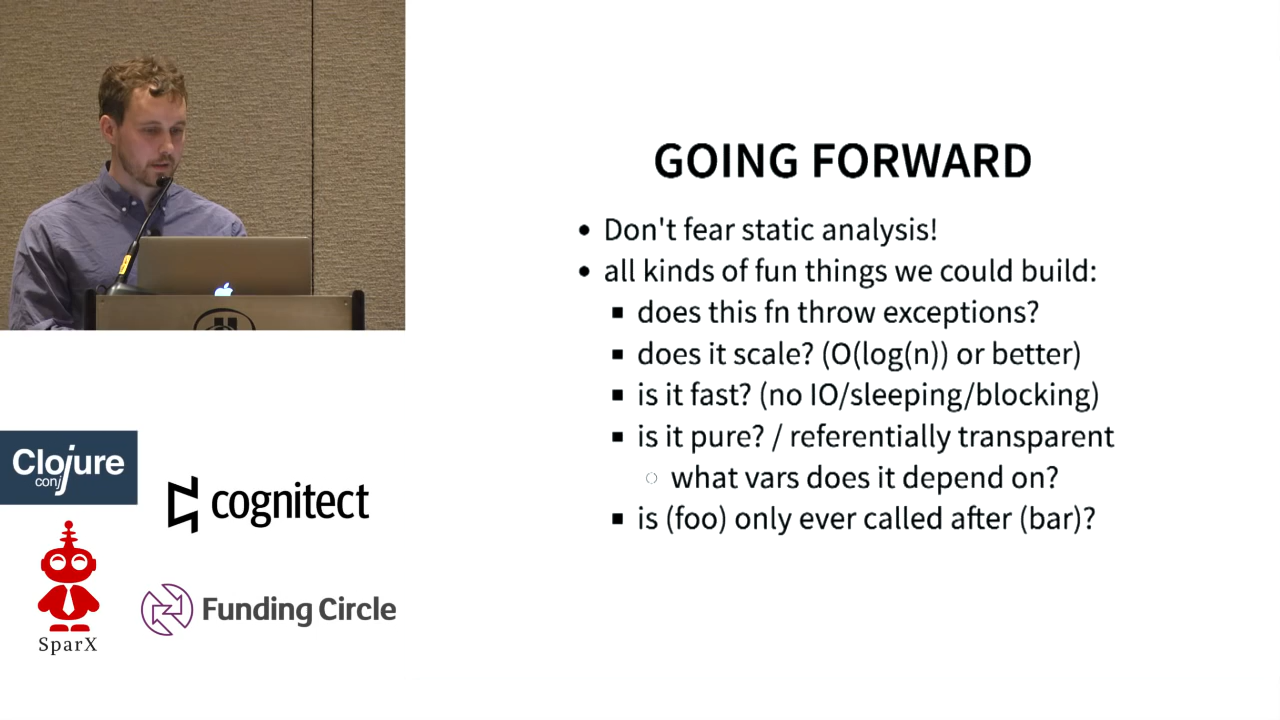 GOING FORWARD
Don't fear static analysis!
all kinds of fun things we could build:
does this fn throw exceptions?
does it scale? (O(log(n)) or better)
is it fast? (no IO/sleeping/blocking)
is it pure? / referentially transparent
what vars does it depend on?
is (foo) only ever called after (bar)?
Clojure
conj
cognitect
SparX
Funding Circle